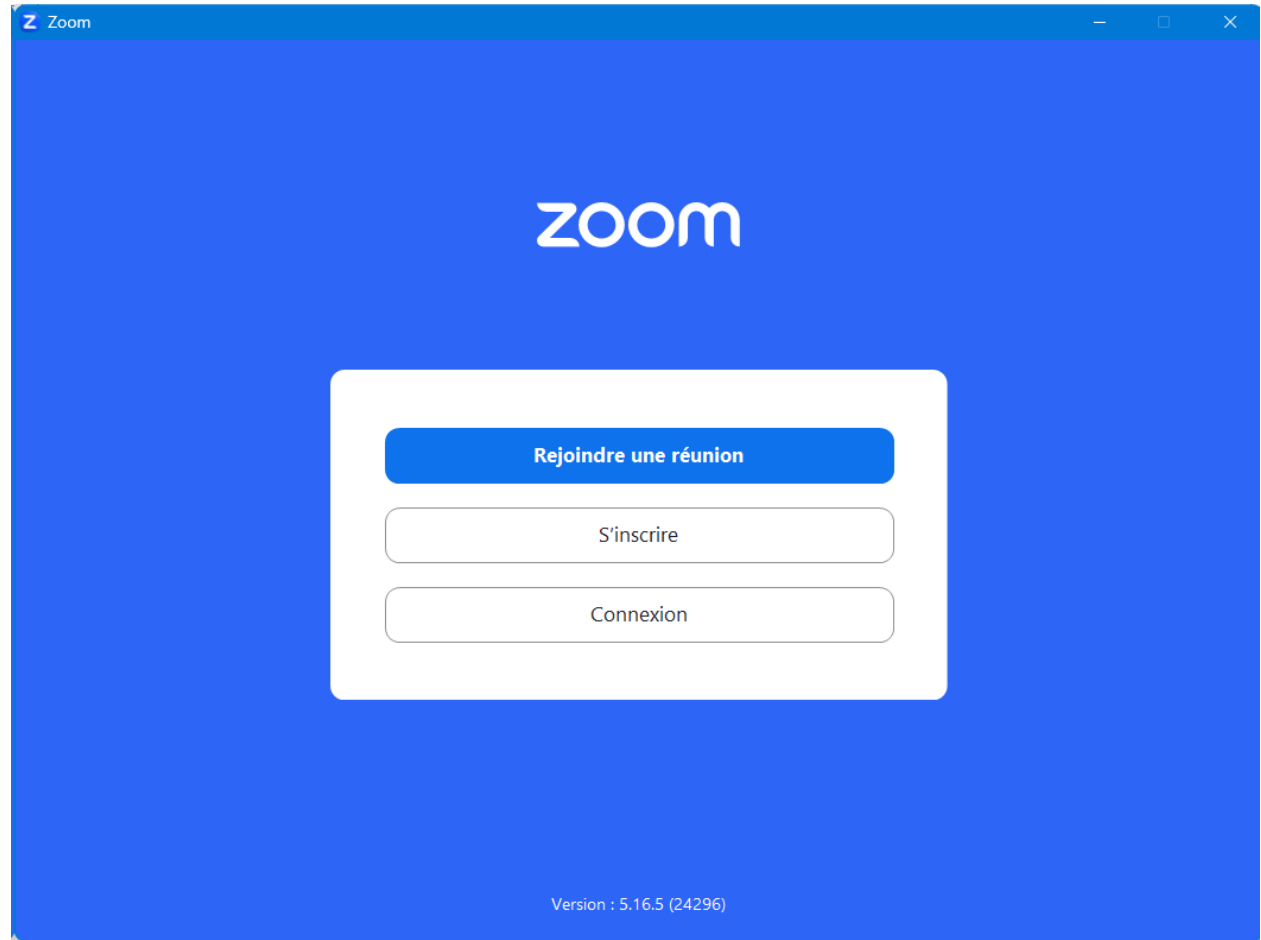 Zoom
zoom
Rejoindre une réunion
S'inscrire
Connexion
Version : 5.16.5 (24296)